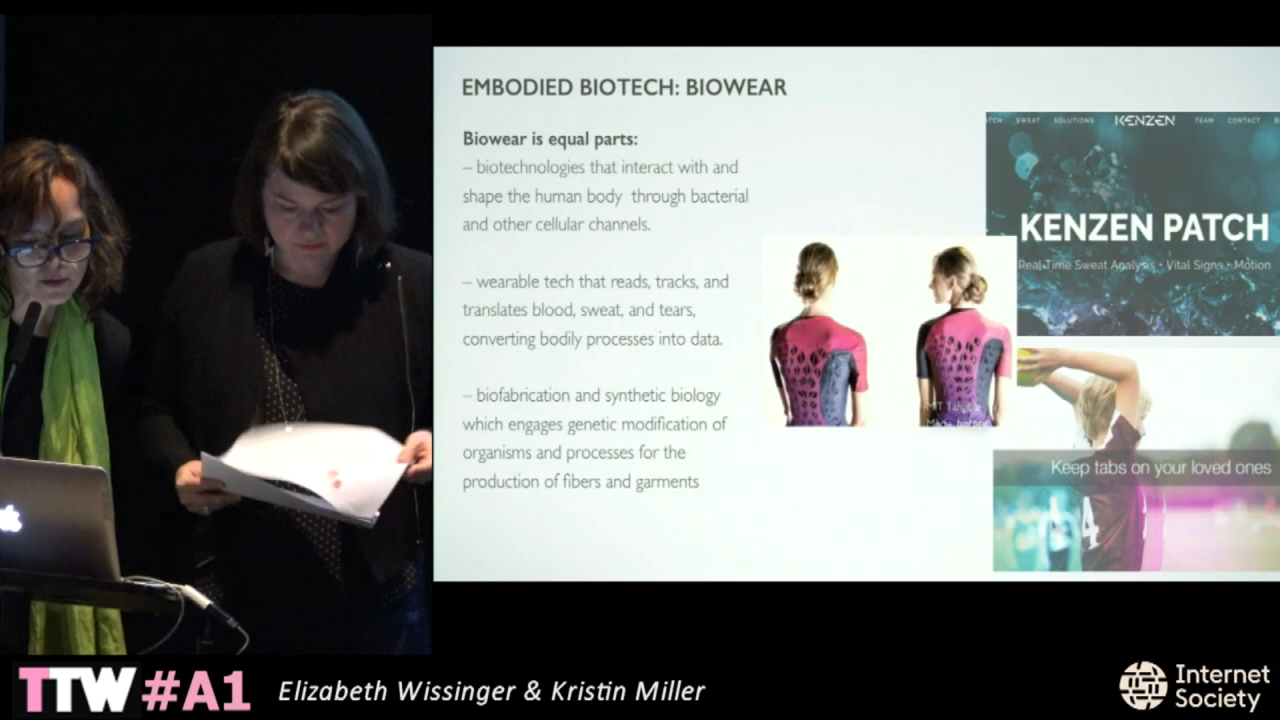 EMBODIED BIOTECH: BIOWEAR
Biowear is equal parts:
– biotechnologies that interact with and
shape the human body through bacterial
and other cellular channels.
– wearable tech that reads, tracks, and
translates blood, sweat, and tears,
converting bodily processes into data.
– biofabrication and synthetic biology
which engages genetic modification of
organisms and processes for the
production of fibers and garments
SWEAT SOLUTIONS KENZEN TEAM CONTACT
KENZEN PATCH
Real-Time Sweat Analysis • Vital Signs • Motion
MIT
Keep tabs on your loved ones
4
TTW#A1
Elizabeth Wissinger & Kristin Miller
Internet
Society